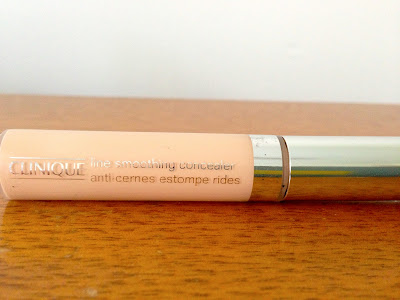 CLINIQUE line smoothing concealer
anti-cernes estompe rides